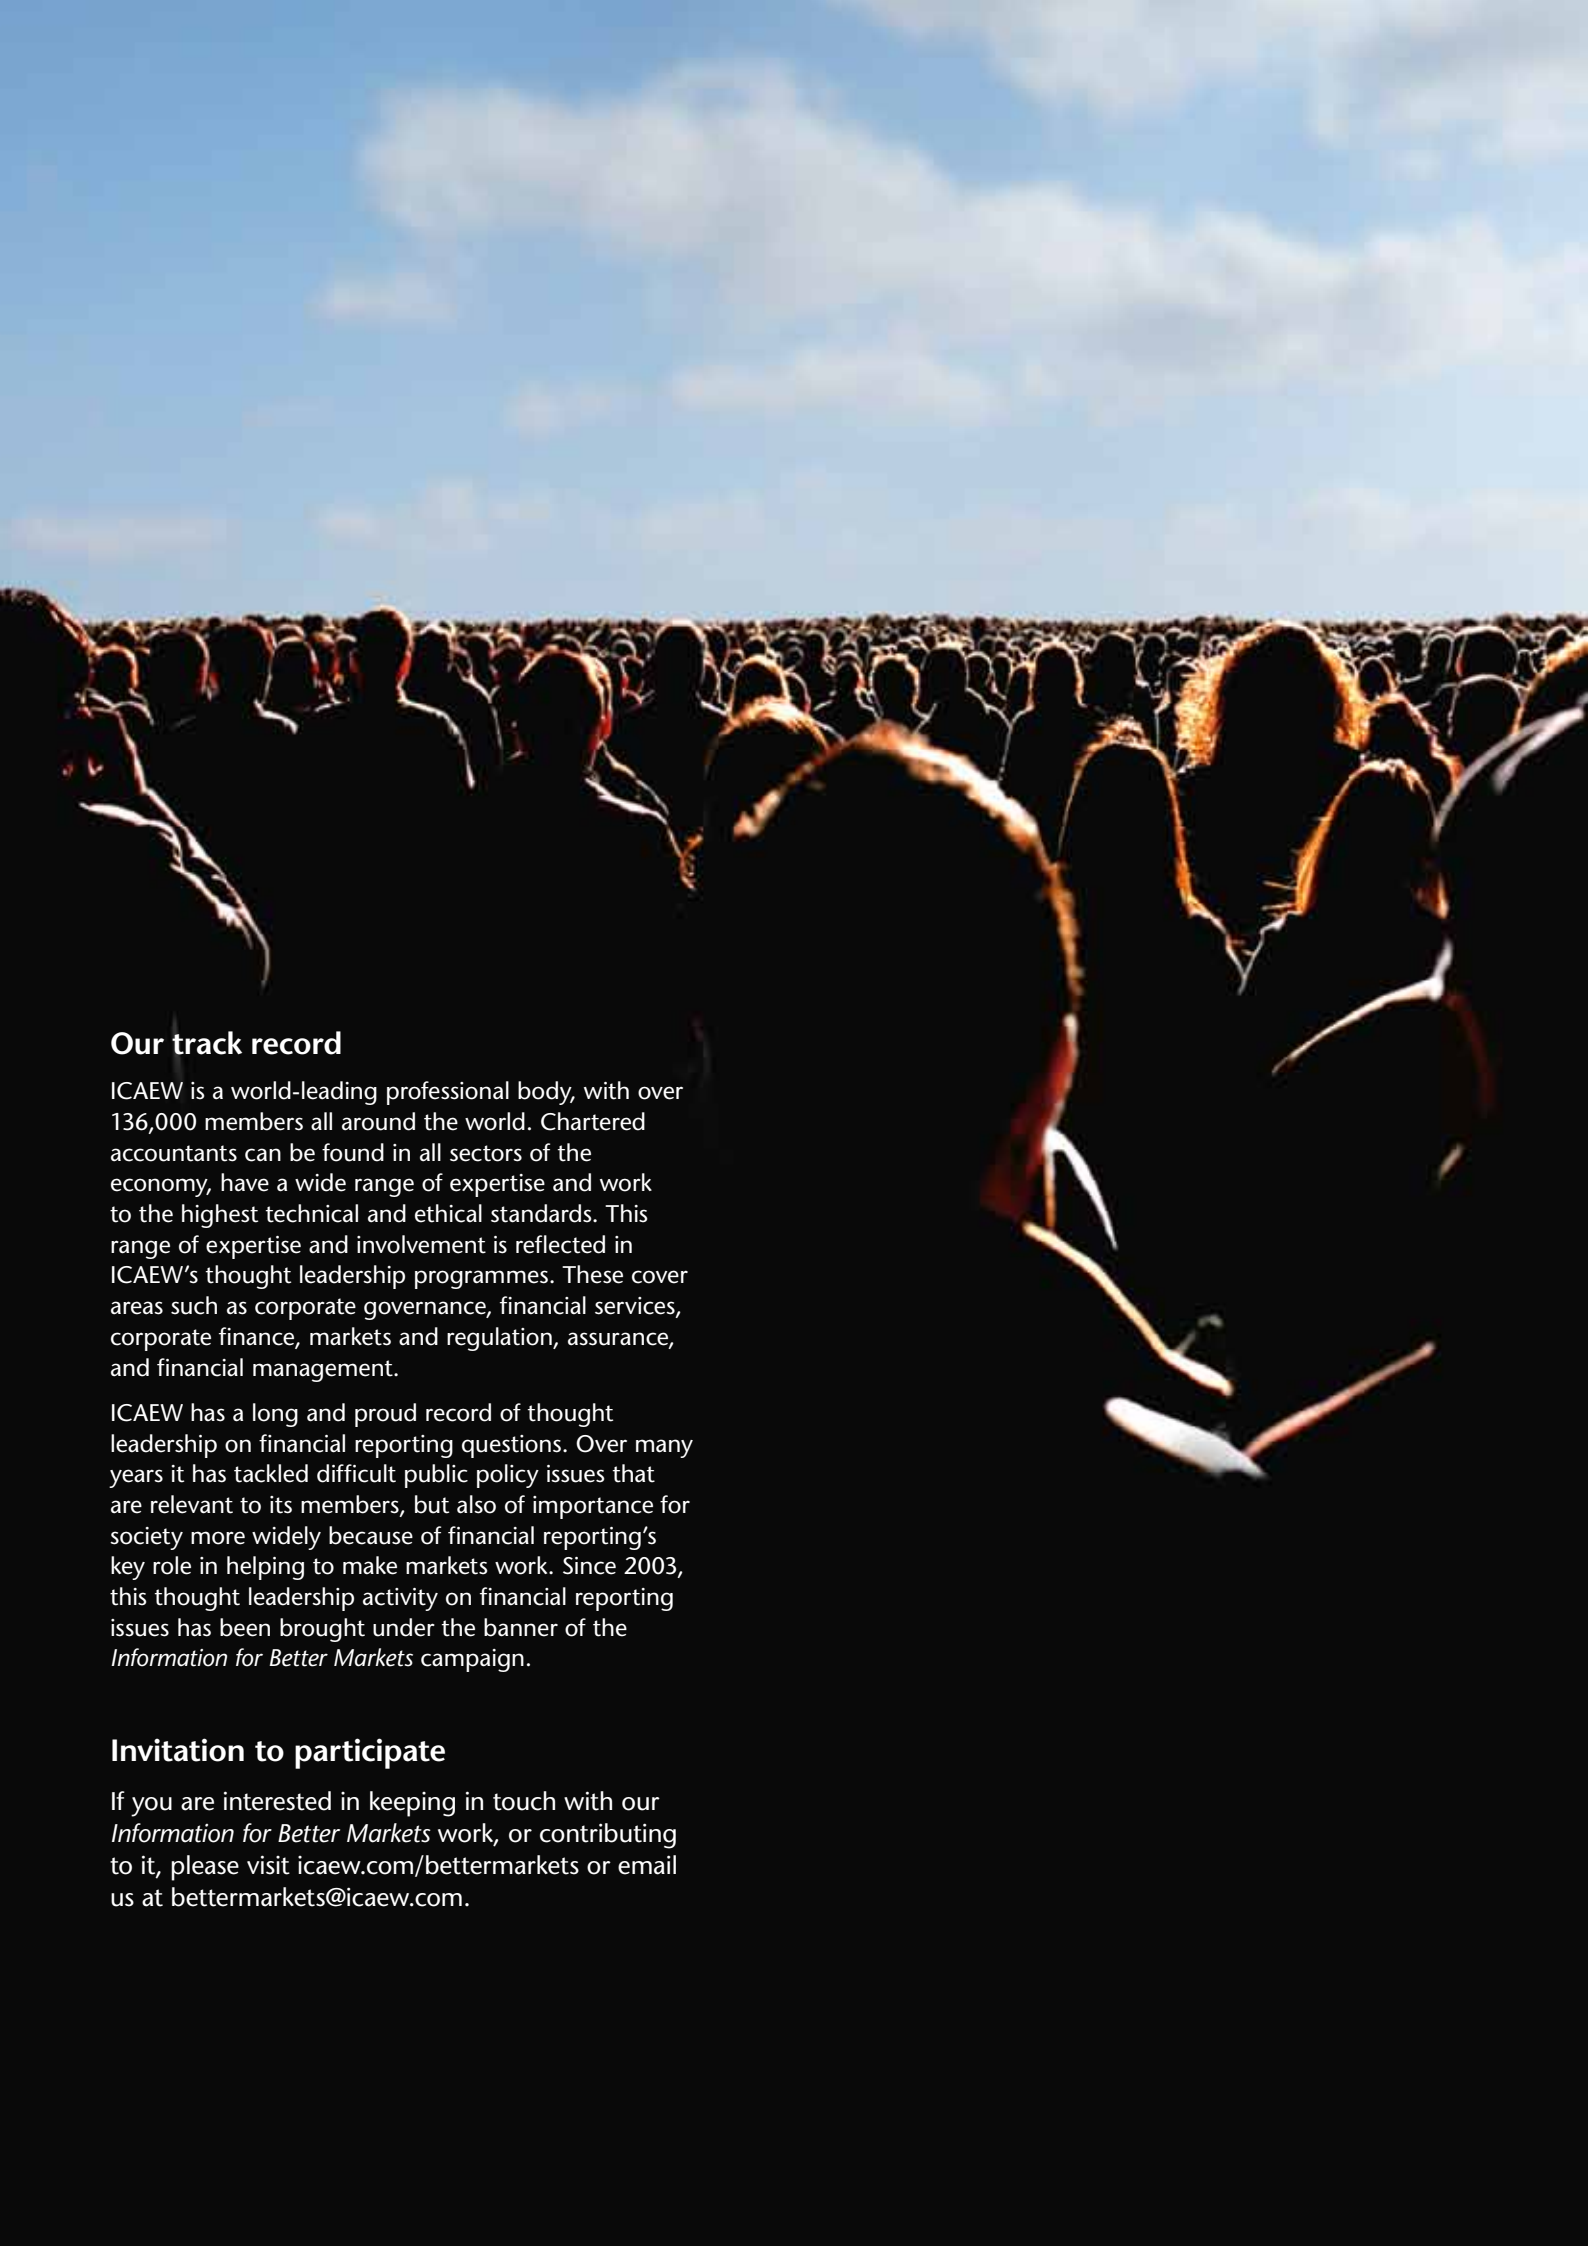 Our track record
ICAEW is a world-leading professional body, with over
136,000 members all around the world. Chartered
accountants can be found in all sectors of the
economy, have a wide range of expertise and work
to the highest technical and ethical standards. This
range of expertise and involvement is reflected in
ICAEW’s thought leadership programmes. These cover
areas such as corporate governance, financial services,
corporate finance, markets and regulation, assurance,
and financial management.
ICAEW has a long and proud record of thought
leadership on financial reporting questions. Over many
years it has tackled difficult public policy issues that
are relevant to its members, but also of importance for
society more widely because of financial reporting’s
key role in helping to make markets work. Since 2003,
this thought leadership activity on financial reporting
issues has been brought under the banner of the
Information for Better Markets campaign.
Invitation to participate
If you are interested in keeping in touch with our
Information for Better Markets work, or contributing
to it, please visit icaew.com/bettermarkets or email
us at bettermarkets@icaew.com.